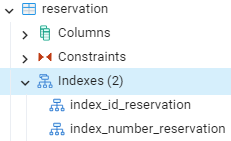 reservation
Columns
Constraints
Indexes (2)
index_id_reservation
index_number_reservation